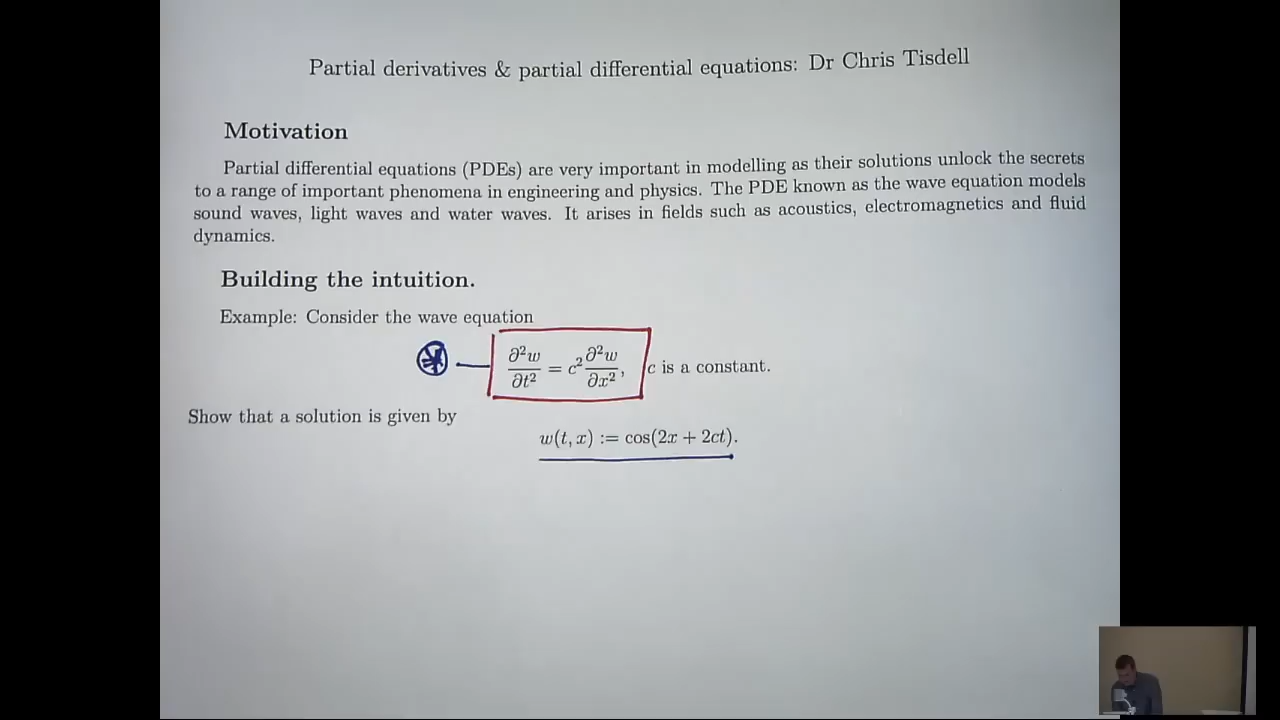 Partial derivatives & partial differential equations: Dr Chris Tisdell
Motivation
Partial differential equations (PDEs) are very important in modelling as their solutions unlock the secrets
to a range of important phenomena in engineering and physics. The PDE known as the wave equation models
sound waves, light waves and water waves. It arises in fields such as acoustics, electromagnetics and fluid
dynamics.
Building the intuition.
Example: Consider the wave equation
∂²w/∂t² = c² ∂²w/∂x², c is a constant.
Show that a solution is given by
w(t, x) := cos(2x + 2ct).